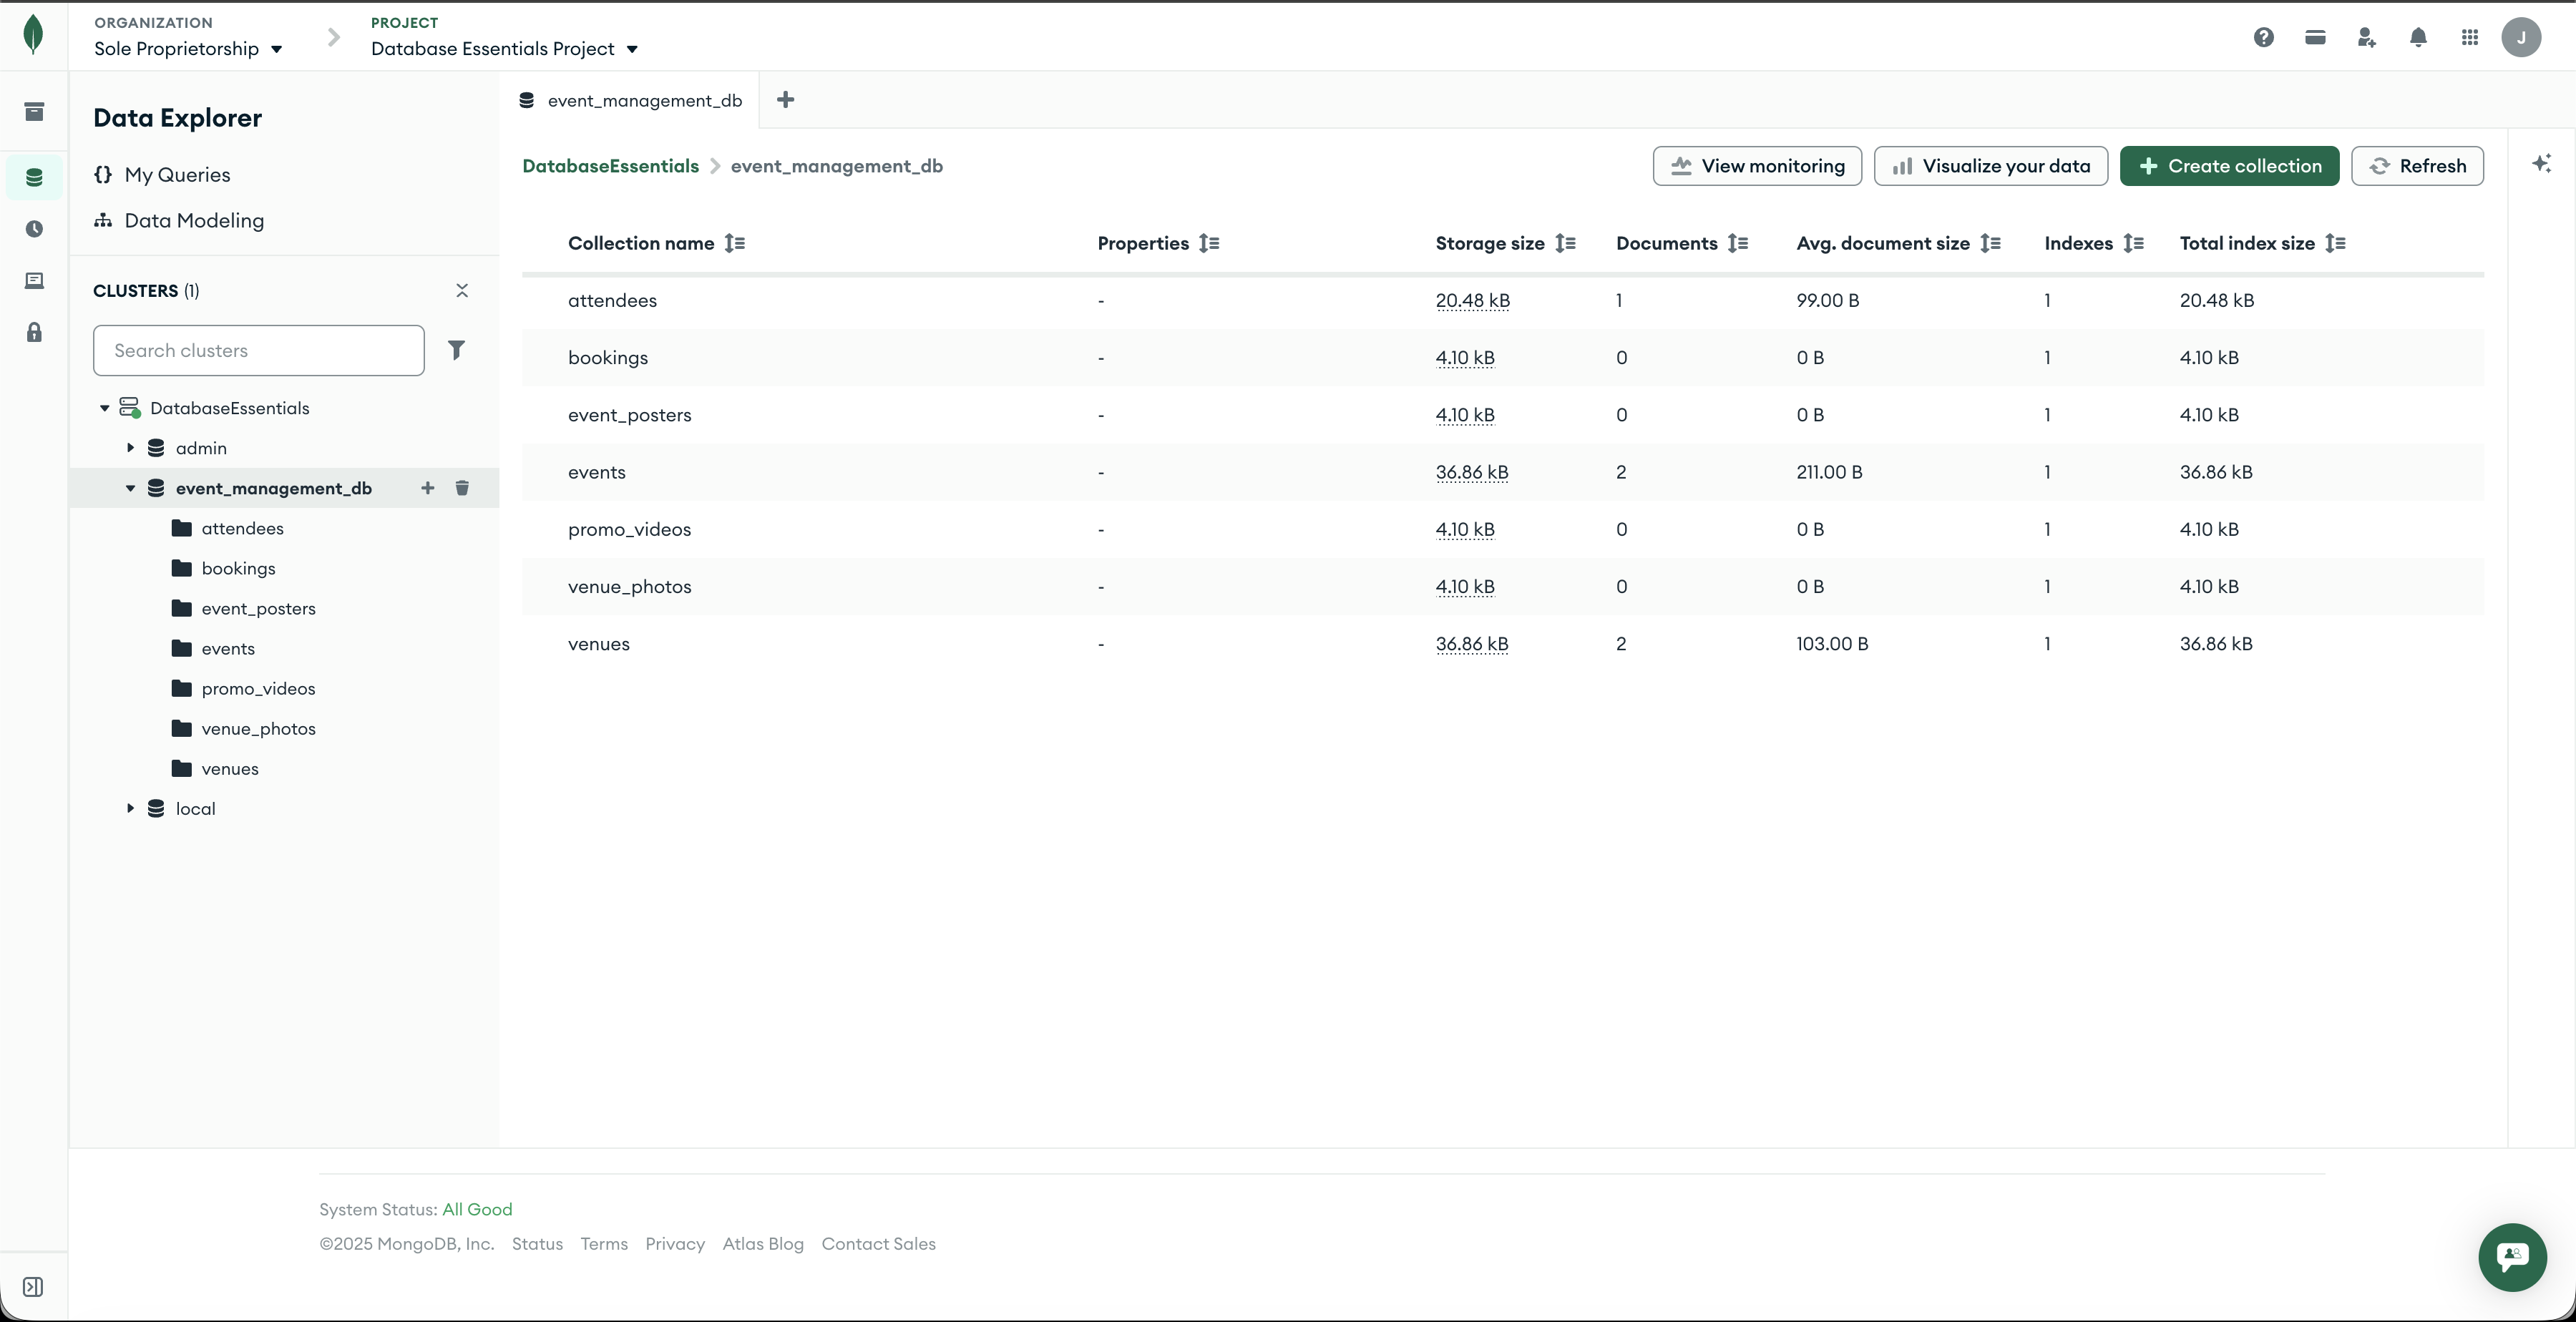 ORGANIZATION
Sole Proprietorship
PROJECT
Database Essentials Project
J
Data Explorer
{} My Queries
Data Modeling
CLUSTERS (1)
Search clusters
DatabaseEssentials
admin
event_management_db
attendees
bookings
event_posters
events
promo_videos
venue_photos
venues
local
event_management_db
DatabaseEssentials event_management_db
View monitoring
Visualize your data
Create collection
Refresh
Collection name Properties Storage size Documents Avg. document size Indexes Total index size
attendees - 20.48 kB 1 99.00 B 1 20.48 kB
bookings - 4.10 kB 0 0 B 1 4.10 kB
event_posters - 4.10 kB 0 0 B 1 4.10 kB
events - 36.86 kB 2 211.00 B 1 36.86 kB
promo_videos - 4.10 kB 0 0 B 1 4.10 kB
venue_photos - 4.10 kB 0 0 B 1 4.10 kB
venues - 36.86 kB 2 103.00 B 1 36.86 kB
System Status: All Good
©2025 MongoDB, Inc. Status Terms Privacy Atlas Blog Contact Sales